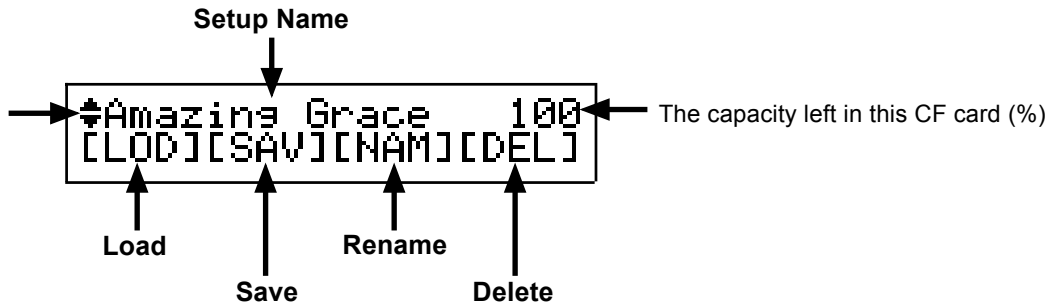 Setup Name
Amazing Grace 100
The capacity left in this CF card (%)
[LOD][SAV][NAM][DEL]
Load
Rename
Save
Delete